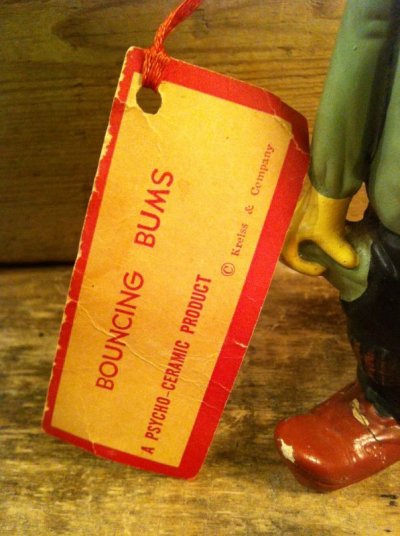 BOUNCING BUMS
A PSYCHO-CERAMIC PRODUCT
© Kreiss & Company